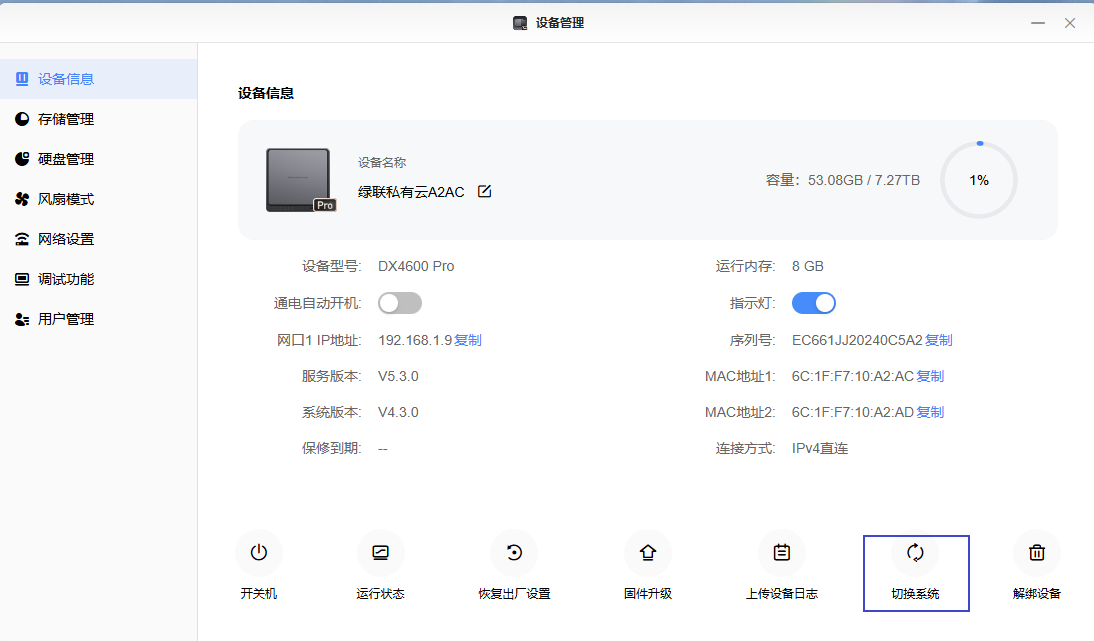 设备管理
设备信息
存储管理
硬盘管理
风扇模式
网络设置
调试功能
用户管理
设备信息
Pro
设备名称
绿联私有云A2AC
容量: 53.08GB / 7.27TB
1%
设备型号: DX4600 Pro
运行内存: 8 GB
通电自动开机:
指示灯:
网口1 IP地址: 192.168.1.9 复制
序列号: EC661JJ20240C5A2 复制
服务版本: V5.3.0
MAC地址1: 6C:1F:F7:10:A2:AC 复制
系统版本: V4.3.0
MAC地址2: 6C:1F:F7:10:A2:AD 复制
保修到期: --
连接方式: IPv4直连
开关机
运行状态
恢复出厂设置
固件升级
上传设备日志
切换系统
解绑设备